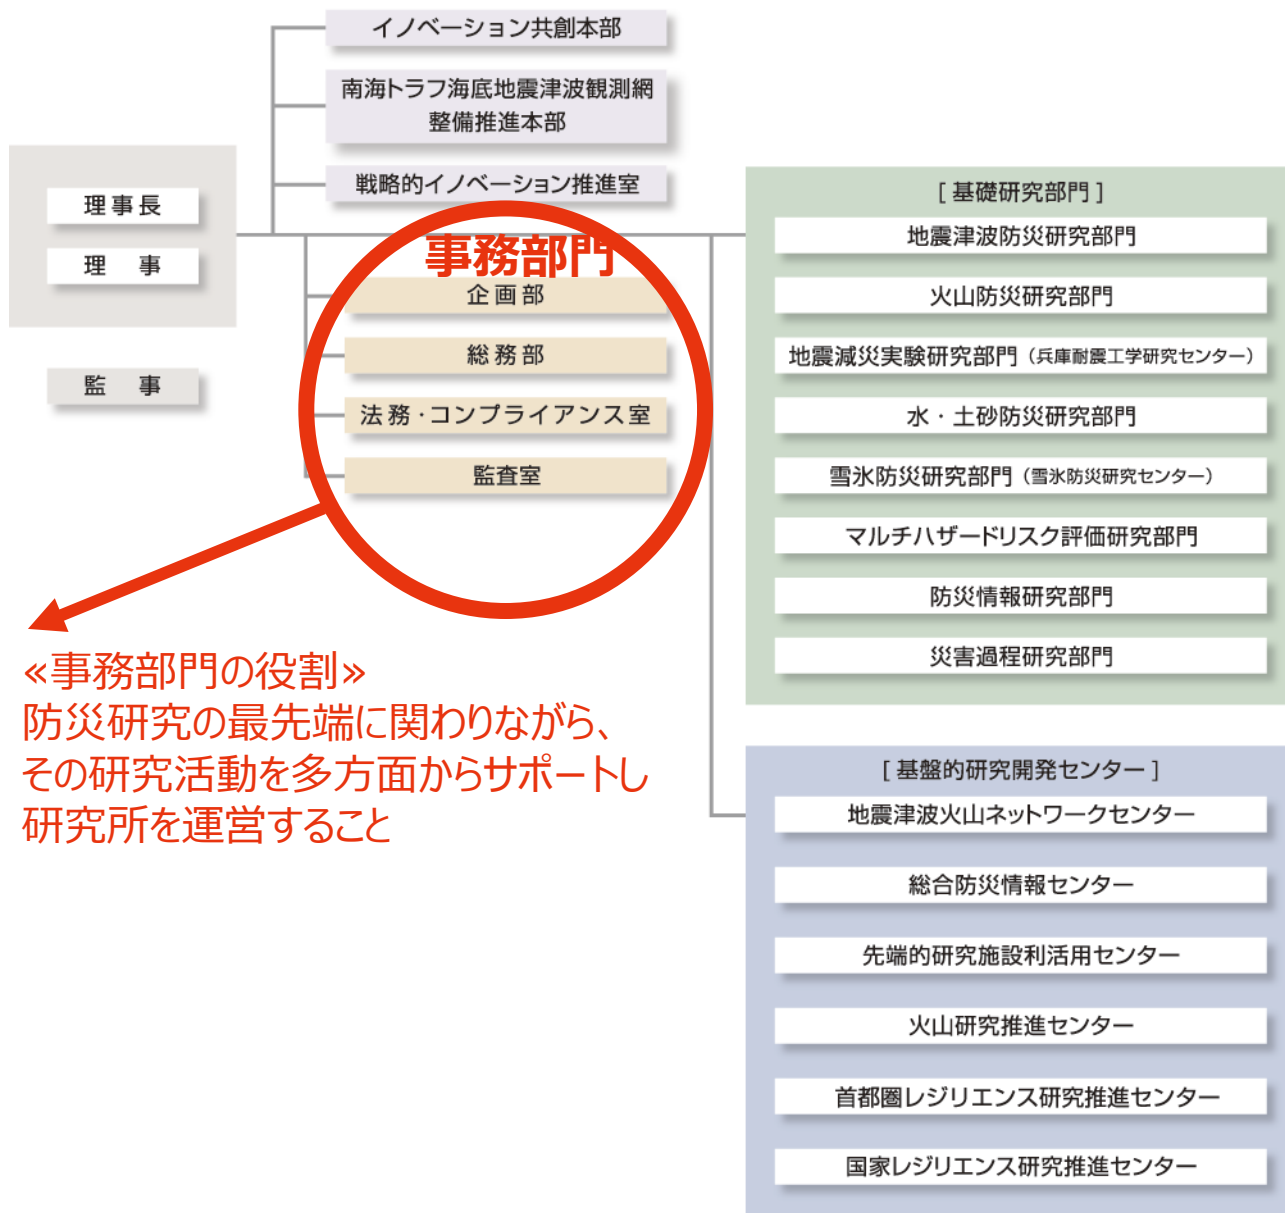 イノベーション共創本部
南海トラフ海底地震津波観測網
整備推進本部
戦略的イノベーション推進室
理事長
理　事
監　事
事務部門
企画部
総務部
法務・コンプライアンス室
監査室
«事務部門の役割»
防災研究の最先端に関わりながら、
その研究活動を多方面からサポートし
研究所を運営すること
[ 基礎研究部門 ]
地震津波防災研究部門
火山防災研究部門
地震減災実験研究部門（兵庫耐震工学研究センター）
水・土砂防災研究部門
雪氷防災研究部門（雪氷防災研究センター）
マルチハザードリスク評価研究部門
防災情報研究部門
災害過程研究部門
[ 基盤的研究開発センター ]
地震津波火山ネットワークセンター
総合防災情報センター
先端的研究施設利活用センター
火山研究推進センター
首都圏レジリエンス研究推進センター
国家レジリエンス研究推進センター